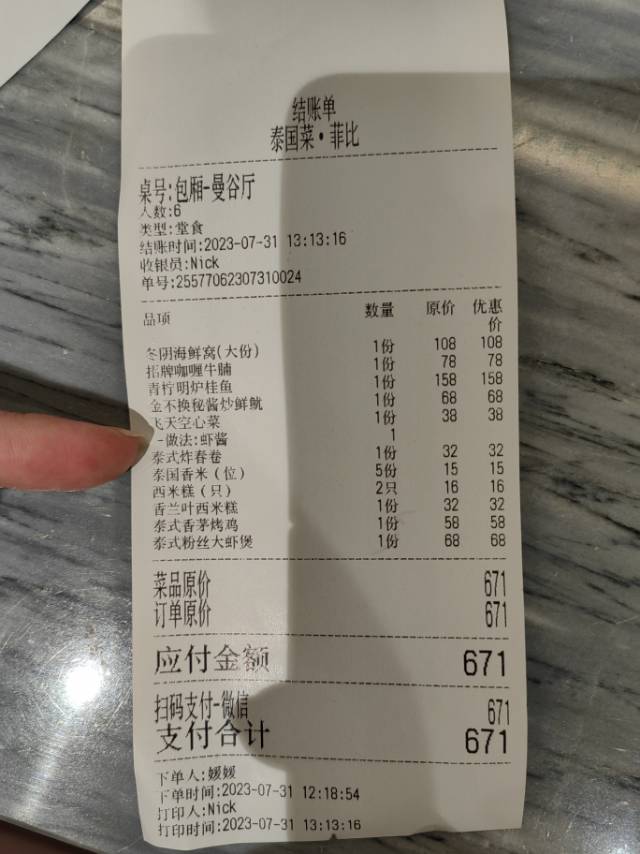 结账单
泰国菜·菲比
桌号:包厢-曼谷厅
人数:6
类型:堂食
结账时间:2023-07-31 13:13:16
收银员:Nick
单号:25577062307310024
品项 数量 原价 优惠价
冬阴海鲜窝(大份) 1份 108 108
招牌咖喱牛腩 1份 78 78
青柠明炉桂鱼 1份 158 158
金不换秘酱炒鲜鱿 1份 68 68
飞天空心菜 1份 38 38
-做法:虾酱 1
泰式炸春卷 1份 32 32
泰国香米(位) 5份 15 15
西米糕(只) 2只 16 16
香兰叶西米糕 1份 32 32
泰式香茅烤鸡 1份 58 58
泰式粉丝大虾煲 1份 68 68
菜品原价 671
订单原价 671
应付金额 671
扫码支付-微信 671
支付合计 671
下单人:媛媛
下单时间:2023-07-31 12:18:54
打印人:Nick
打印时间:2023-07-31 13:13:16